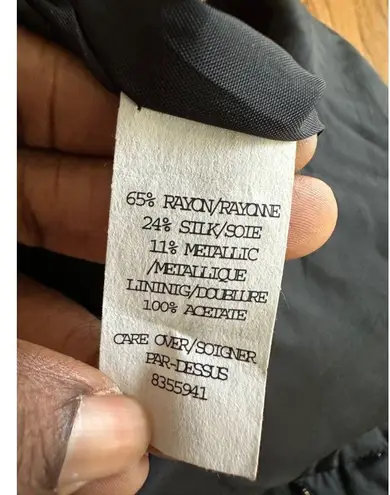 65% RAYON/RAYONNE
24% SILK/SOIE
11% METALLIC
/METALLIQUE
LININIG/DOUBLURE
100% ACETATE
CARE OVER/SOIGNER
PAR-DESSUS
8355941